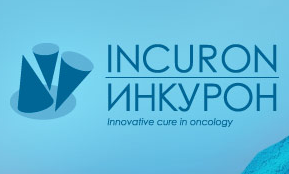 INCURON
ИНКУРОН
Innovative cure in oncology